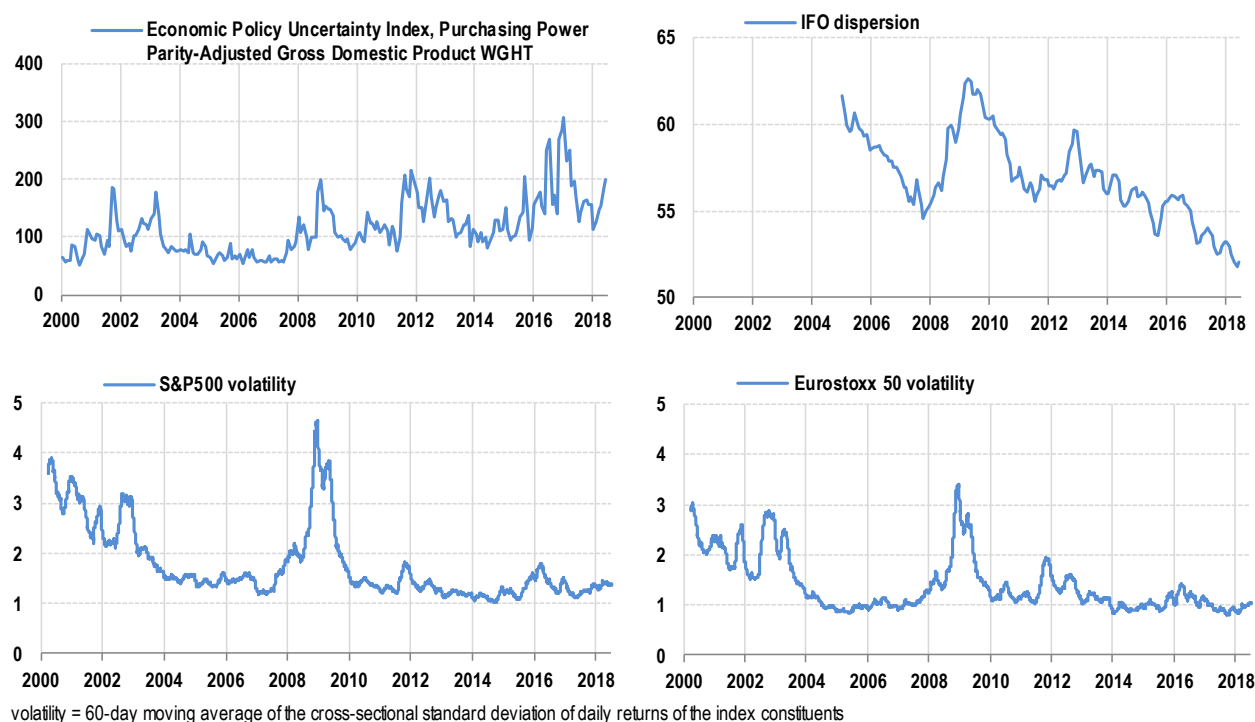 Economic Policy Uncertainty Index, Purchasing Power
Parity-Adjusted Gross Domestic Product WGHT
400
300
200
100
0
2000 2002 2004 2006 2008 2010 2012 2014 2016 2018
IFO dispersion
65
60
55
50
2000 2002 2004 2006 2008 2010 2012 2014 2016 2018
S&P500 volatility
5
4
3
2
1
0
2000 2002 2004 2006 2008 2010 2012 2014 2016 2018
Eurostoxx 50 volatility
5
4
3
2
1
0
2000 2002 2004 2006 2008 2010 2012 2014 2016 2018
volatility = 60-day moving average of the cross-sectional standard deviation of daily returns of the index constituents